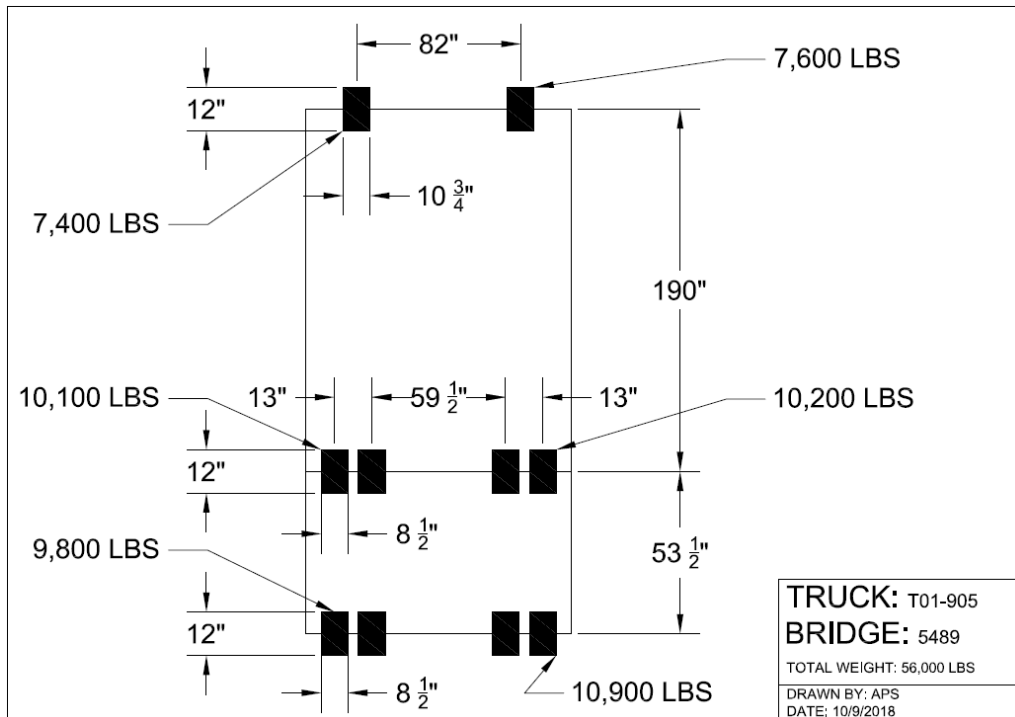 82"
7,600 LBS
12"
10 3/4"
7,400 LBS
190"
10,100 LBS
13"
59 1/2"
13"
10,200 LBS
12"
8 1/2"
9,800 LBS
53 1/2"
12"
8 1/2"
10,900 LBS
TRUCK: T01-905
BRIDGE: 5489
TOTAL WEIGHT: 56,000 LBS
DRAWN BY: APS
DATE: 10/9/2018